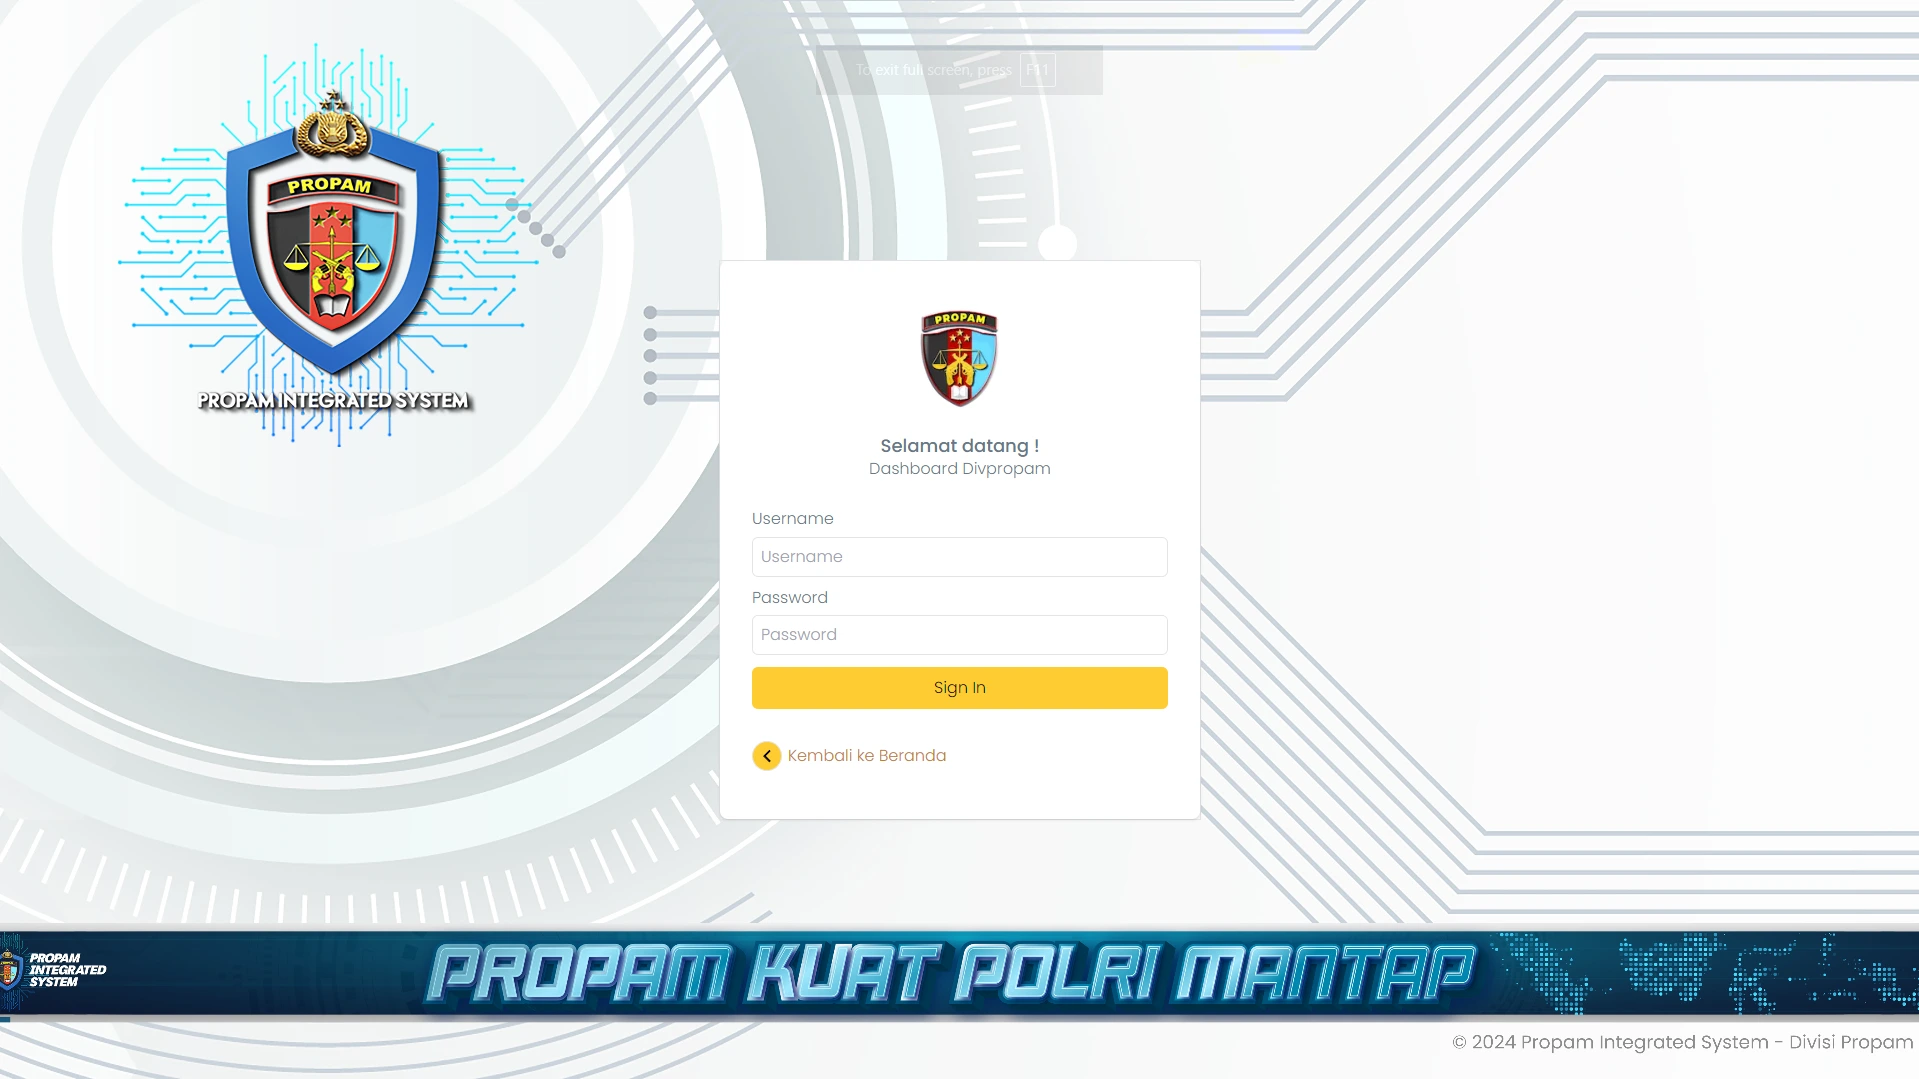 To exit full screen, press F11
PROPAM
PROPAM INTEGRATED SYSTEM
PROPAM
Selamat datang !
Dashboard Divpropam
Username
Username
Password
Password
Sign In
Kembali ke Beranda
PROPAM
INTEGRATED
SYSTEM
PROPAM KUAT POLRI MANTAP
© 2024 Propam Integrated System - Divisi Propam